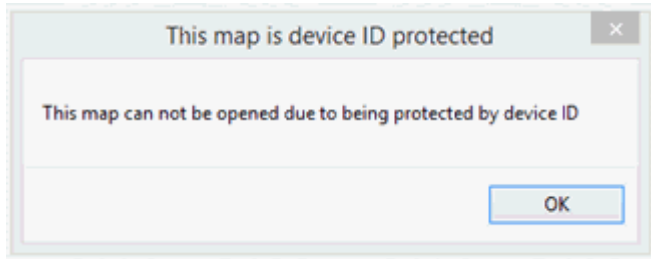 This map is device ID protected
This map can not be opened due to being protected by device ID
OK